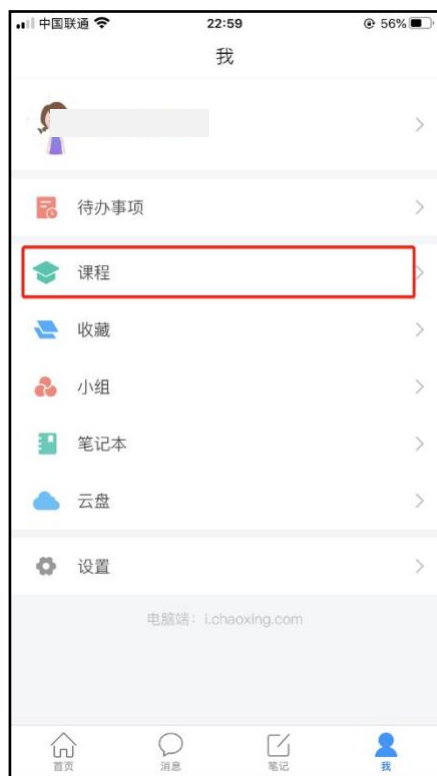 中国联通 22:59 56%
我
待办事项
课程
收藏
小组
笔记本
云盘
设置
电脑端：i.chaoxing.com
首页 消息 笔记 我